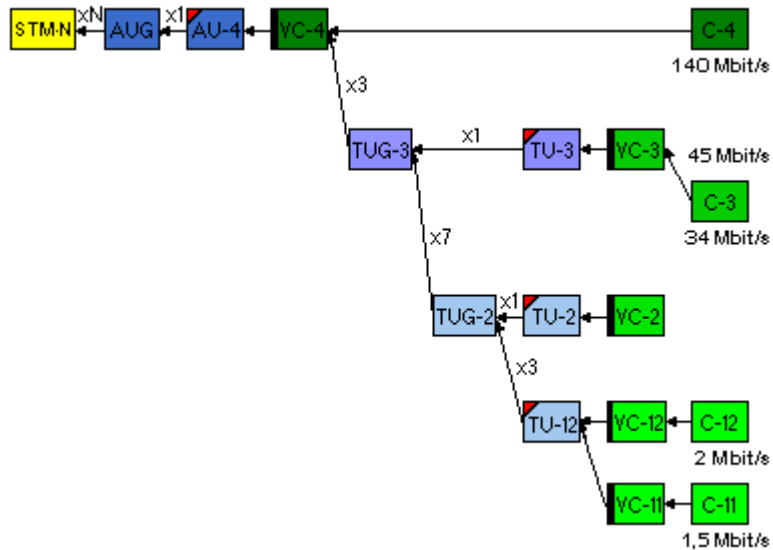 xN
x1
STM-N
AUG
AU-4
VC-4
C-4
140 Mbit/s
x3
x1
TUG-3
TU-3
VC-3
45 Mbit/s
C-3
34 Mbit/s
x7
x1
TUG-2
TU-2
VC-2
x3
TU-12
VC-12
C-12
2 Mbit/s
VC-11
C-11
1,5 Mbit/s